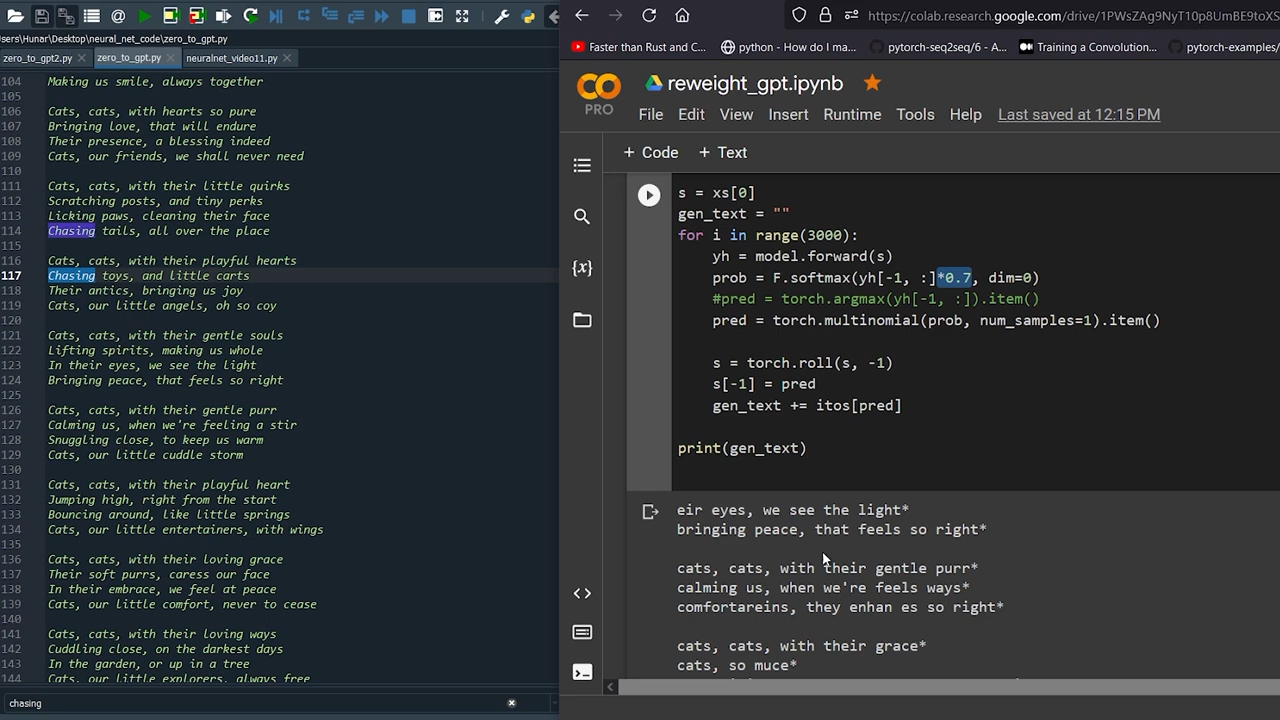 @
sers\Hunar\Desktop\neural_net_code\zero_to_gpt.py
zero_to_gpt2.py
zero_to_gpt.py
neuralnet_video11.py
104 Making us smile, always together
105
106 Cats, cats, with hearts so pure
107 Bringing love, that will endure
108 Their presence, a blessing indeed
109 Cats, our friends, we shall never need
110
111 Cats, cats, with their little quirks
112 Scratching posts, and tiny perks
113 Licking paws, cleaning their face
114 Chasing tails, all over the place
115
116 Cats, cats, with their playful hearts
117 Chasing toys, and little carts
118 Their antics, bringing us joy
119 Cats, our little angels, oh so coy
120
121 Cats, cats, with their gentle souls
122 Lifting spirits, making us whole
123 In their eyes, we see the light
124 Bringing peace, that feels so right
125
126 Cats, cats, with their gentle purr
127 Calming us, when we're feeling a stir
128 Snuggling close, to keep us warm
129 Cats, our little cuddle storm
130
131 Cats, cats, with their playful heart
132 Jumping high, right from the start
133 Bouncing around, like little springs
134 Cats, our little entertainers, with wings
135
136 Cats, cats, with their loving grace
137 Their soft purrs, caress our face
138 In their embrace, we feel at peace
139 Cats, our little comfort, never to cease
140
141 Cats, cats, with their loving ways
142 Cuddling close, on the darkest days
143 In the garden, or up in a tree
144 Cats, our little explorers, always free
chasing
https://colab.research.google.com/drive/1PWsZAg9NyT10p8UmBE9toXS
Faster than Rust and C...
python - How do I ma...
pytorch-seq2seq/6 - A...
Training a Convolution...
pytorch-examples/
CO
PRO
reweight_gpt.ipynb
File Edit View Insert Runtime Tools Help Last saved at 12:15 PM
+ Code + Text
{x}
s = xs[0]
gen_text = ""
for i in range(3000):
yh = model.forward(s)
prob = F.softmax(yh[-1, :]*0.7, dim=0)
#pred = torch.argmax(yh[-1, :]).item()
pred = torch.multinomial(prob, num_samples=1).item()
s = torch.roll(s, -1)
s[-1] = pred
gen_text += itos[pred]
print(gen_text)
eir eyes, we see the light*
bringing peace, that feels so right*
cats, cats, with their gentle purr*
calming us, when we're feels ways*
comfortareins, they enhan es so right*
cats, cats, with their grace*
cats, so muce*